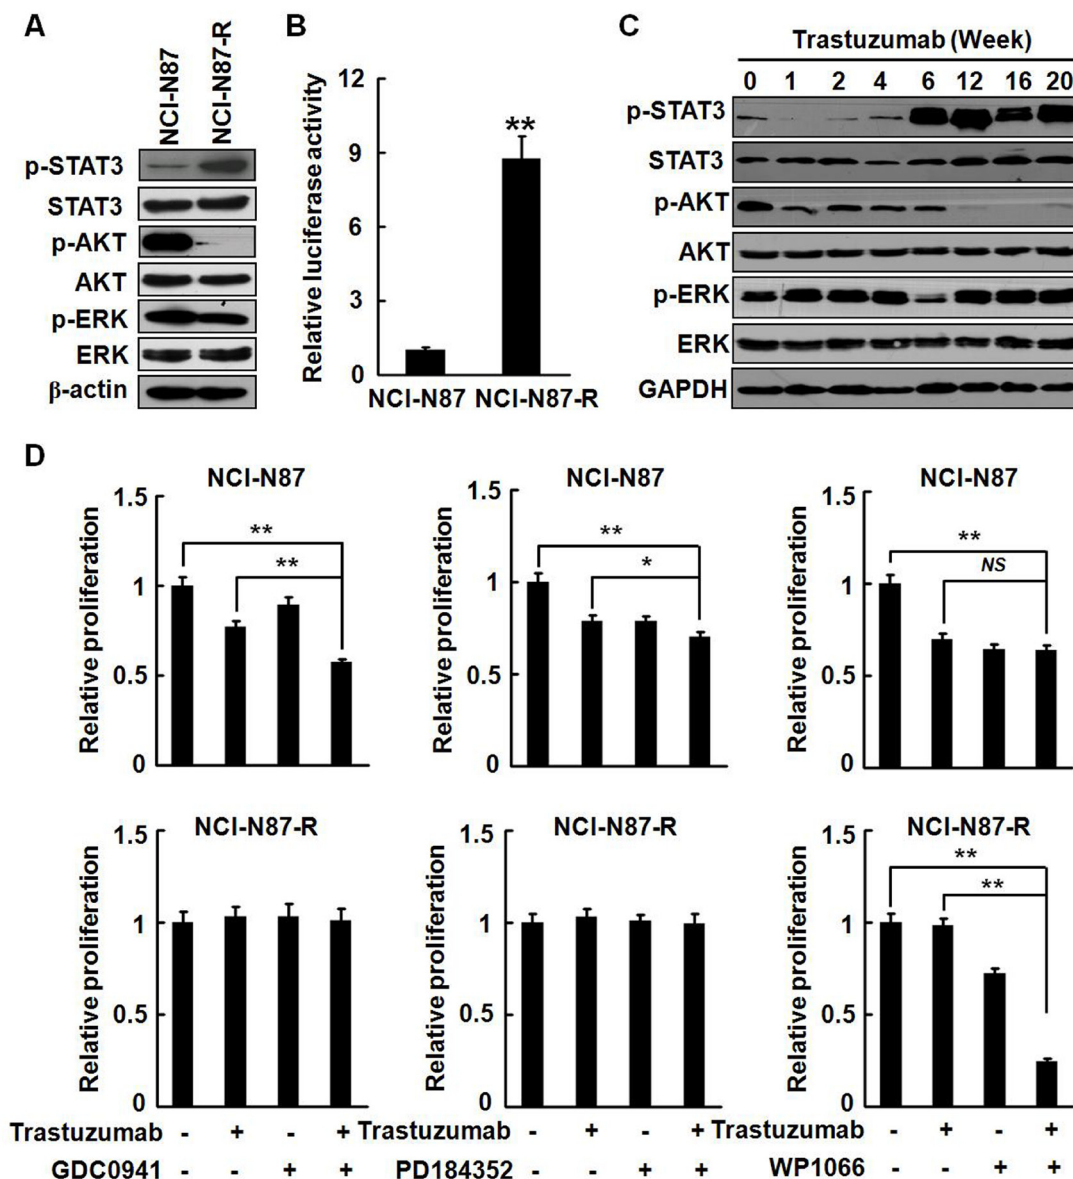 A
NCI-N87
NCI-N87-R
p-STAT3
STAT3
p-AKT
AKT
p-ERK
ERK
β-actin
B
Relative luciferase activity
12
9
6
3
0
**
NCI-N87 NCI-N87-R
C
Trastuzumab (Week)
0 1 2 4 6 12 16 20
p-STAT3
STAT3
p-AKT
AKT
p-ERK
ERK
GAPDH
D
NCI-N87
Relative proliferation
1.5
1
0.5
0
**
**
NCI-N87
Relative proliferation
1.5
1
0.5
0
**
*
NCI-N87
Relative proliferation
1.5
1
0.5
0
**
NS
NCI-N87-R
Relative proliferation
1.5
1
0.5
0
NCI-N87-R
Relative proliferation
1.5
1
0.5
0
NCI-N87-R
Relative proliferation
1.5
1
0.5
0
**
**
Trastuzumab - + - + Trastuzumab - + - + Trastuzumab - + - +
GDC0941 - - + + PD184352 - - + + WP1066 - - + +